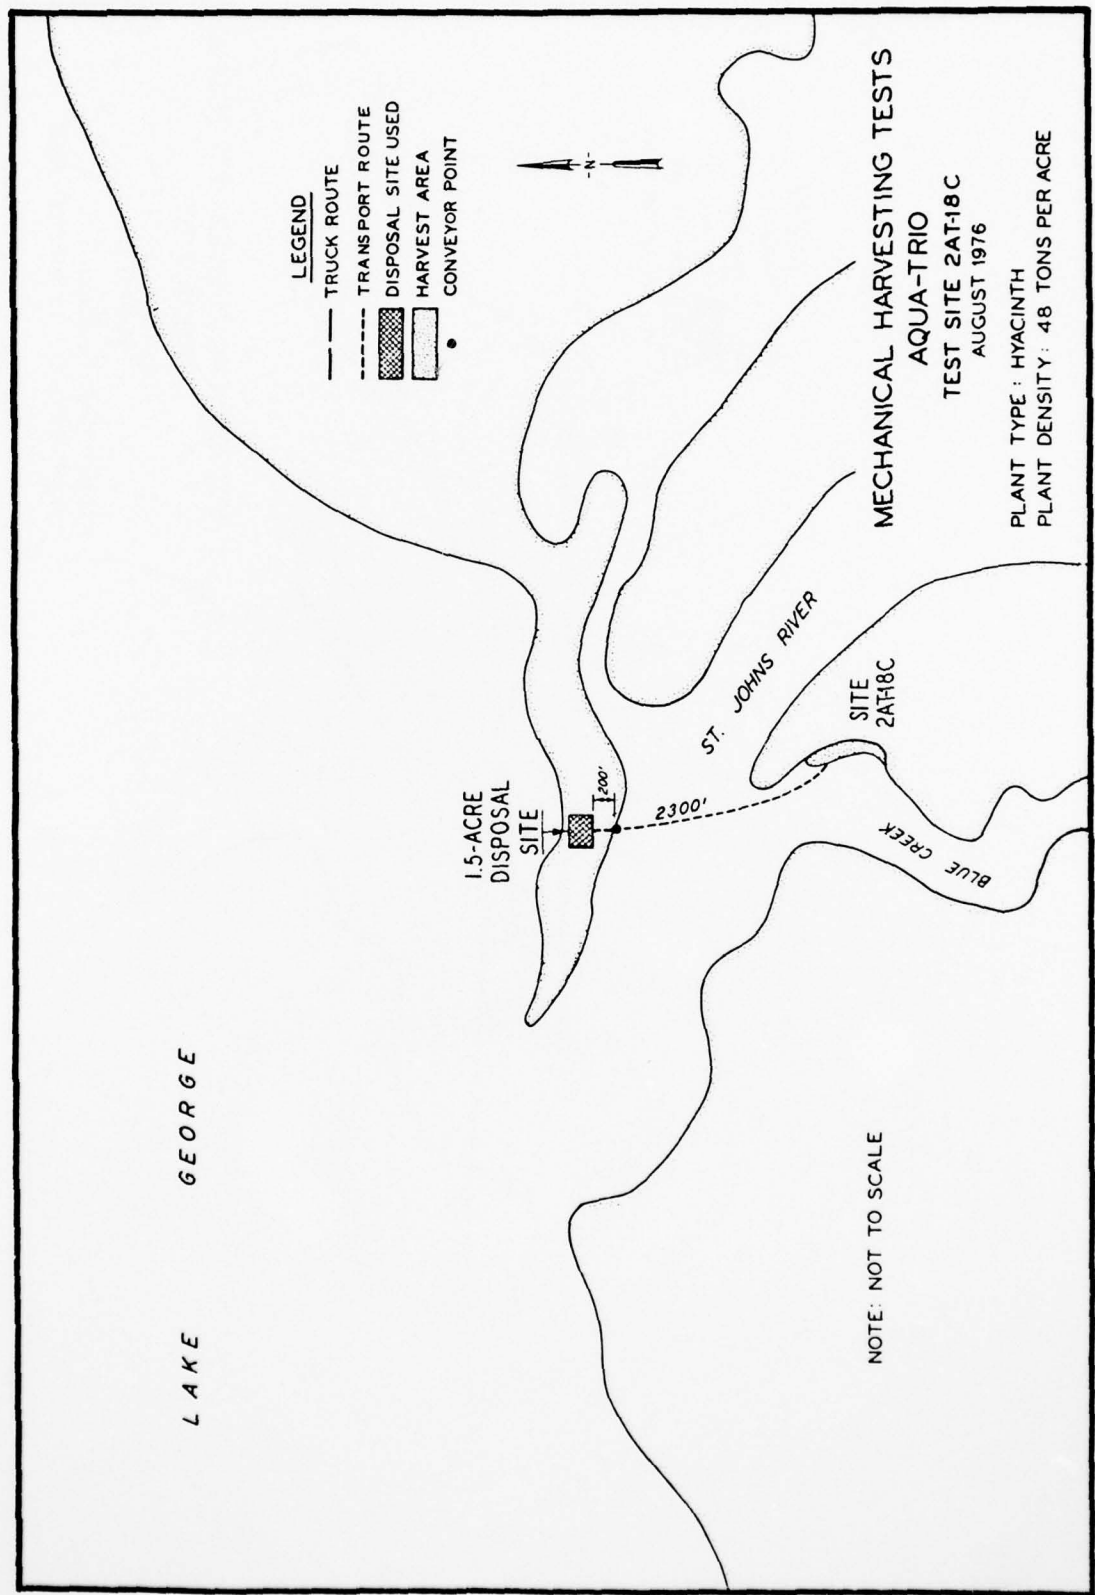 LAKE GEORGE
1.5-ACRE
DISPOSAL
SITE
200'
2300'
ST. JOHNS RIVER
SITE
2AT-18C
BLUE CREEK
NOTE: NOT TO SCALE
LEGEND
TRUCK ROUTE
TRANSPORT ROUTE
DISPOSAL SITE USED
HARVEST AREA
CONVEYOR POINT
-N-
MECHANICAL HARVESTING TESTS
AQUA-TRIO
TEST SITE 2AT-18C
AUGUST 1976
PLANT TYPE: HYACINTH
PLANT DENSITY: 48 TONS PER ACRE